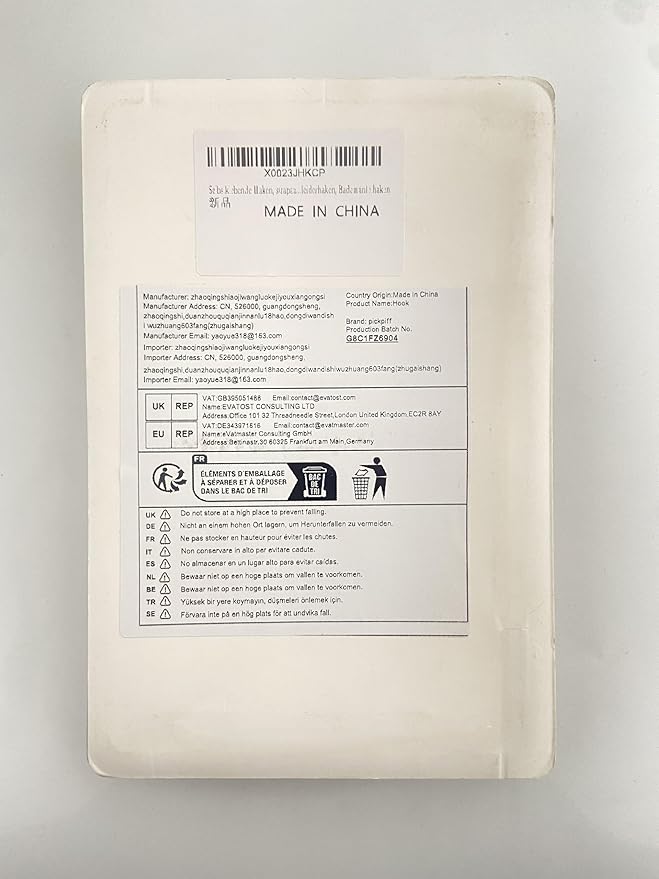 X0023JHKCP
Haken, Bademantelhaken
新品 MADE IN CHINA
Manufacturer: zhaoqingshiaojiwangluokejiyouxiangongsi
Manufacturer Address: CN, 526000, guangdongsheng,
zhaoqingshi,duanzhouquqianjinnanlu18hao,dongdiwandish
i wuzhuang603fang(zhugaishang)
Manufacturer Email: yaoyue318@163.com
Importer: zhaoqingshiaojiwangluokejiyouxiangongsi
Importer Address: CN, 526000, guangdongsheng,
zhaoqingshi,duanzhouquqianjinnanlu18hao,dongdiwandishiwuzhuang603fang(zhugaishang)
Importer Email: yaoyue318@163.com
Country Origin:Made in China
Product Name:Hook
Brand: pickpiff
Production Batch No.
G8C1FZ6904
UK REP
VAT:GB395051488 Email:contact@evatost.com
Name:EVATOST CONSULTING LTD
Address:Office 101 32 Threadneedle Street,London United Kingdom,EC2R 8AY
EU REP
VAT:DE343971616 Email:contact@evatmaster.com
Name:eVatmaster Consulting GmbH
Address:Bettinastr.30 60325 Frankfurt am Main,Germany
FR
ÉLÉMENTS D'EMBALLAGE
À SÉPARER ET À DÉPOSER
DANS LE BAC DE TRI
BAC
DE
TRI
UK Do not store at a high place to prevent falling.
DE Nicht an einem hohen Ort lagern, um Herunterfallen zu vermeiden.
FR Ne pas stocker en hauteur pour éviter les chutes.
IT Non conservare in alto per evitare cadute.
ES No almacenar en un lugar alto para evitar caídas.
NL Bewaar niet op een hoge plaats om vallen te voorkomen.
BE Bewaar niet op een hoge plaats om vallen te voorkomen.
TR Yüksek bir yere koymayın, düşmeleri önlemek için.
SE Förvara inte på en hög plats för att undvika fall.